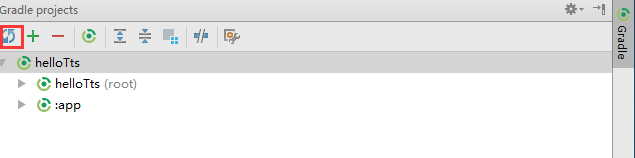 Gradle projects
helloTts
helloTts (root)
:app
Gradle